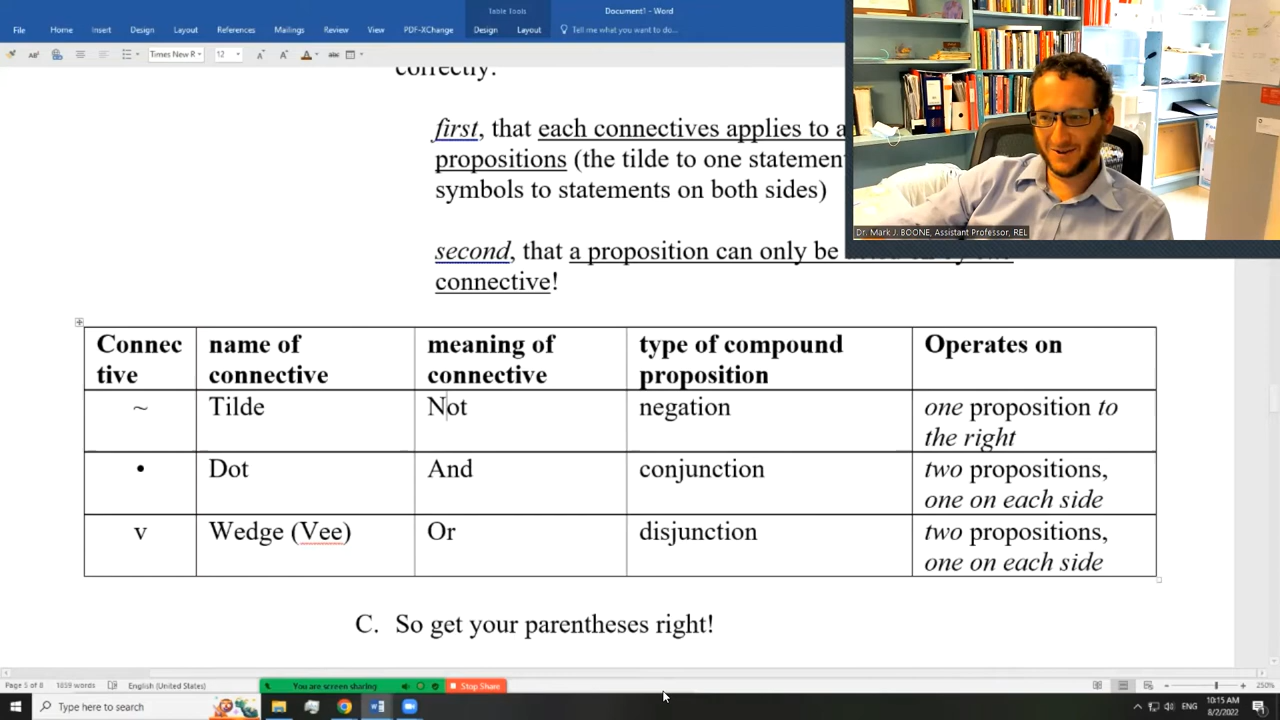 Table Tools
Document1 - Word
File Home Insert Design Layout References Mailings Review View PDF-XChange Design Layout Tell me what you want to do...
Times New R 12
correctly:
first, that each connectives applies to a
propositions (the tilde to one statement
symbols to statements on both sides)
second, that a proposition can only be
connective!
Dr. Mark J. BOONE, Assistant Professor, REL
Connec name of meaning of type of compound Operates on
tive connective connective proposition
~ Tilde Not negation one proposition to
the right
• Dot And conjunction two propositions,
one on each side
v Wedge (Vee) Or disjunction two propositions,
one on each side
C. So get your parentheses right!
Page 5 of 8 1839 words English (United States) You are screen sharing Stop Share 250%
Type here to search ENG 10:15 AM
8/2/2022